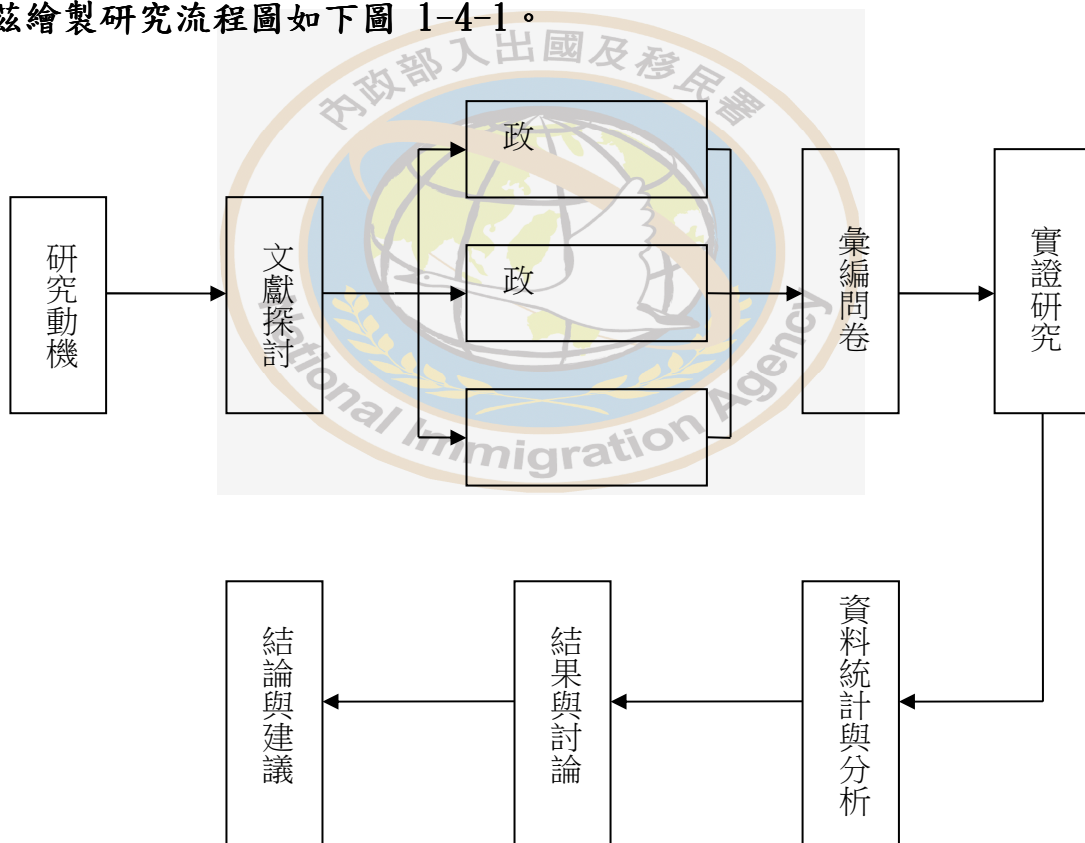 茲繪製研究流程圖如下圖 1-4-1。
內政部入出國及移民署
National Immigration Agency
研究動機
文獻探討
政
政
彙編問卷
實證研究
資料統計與分析
結果與討論
結論與建議